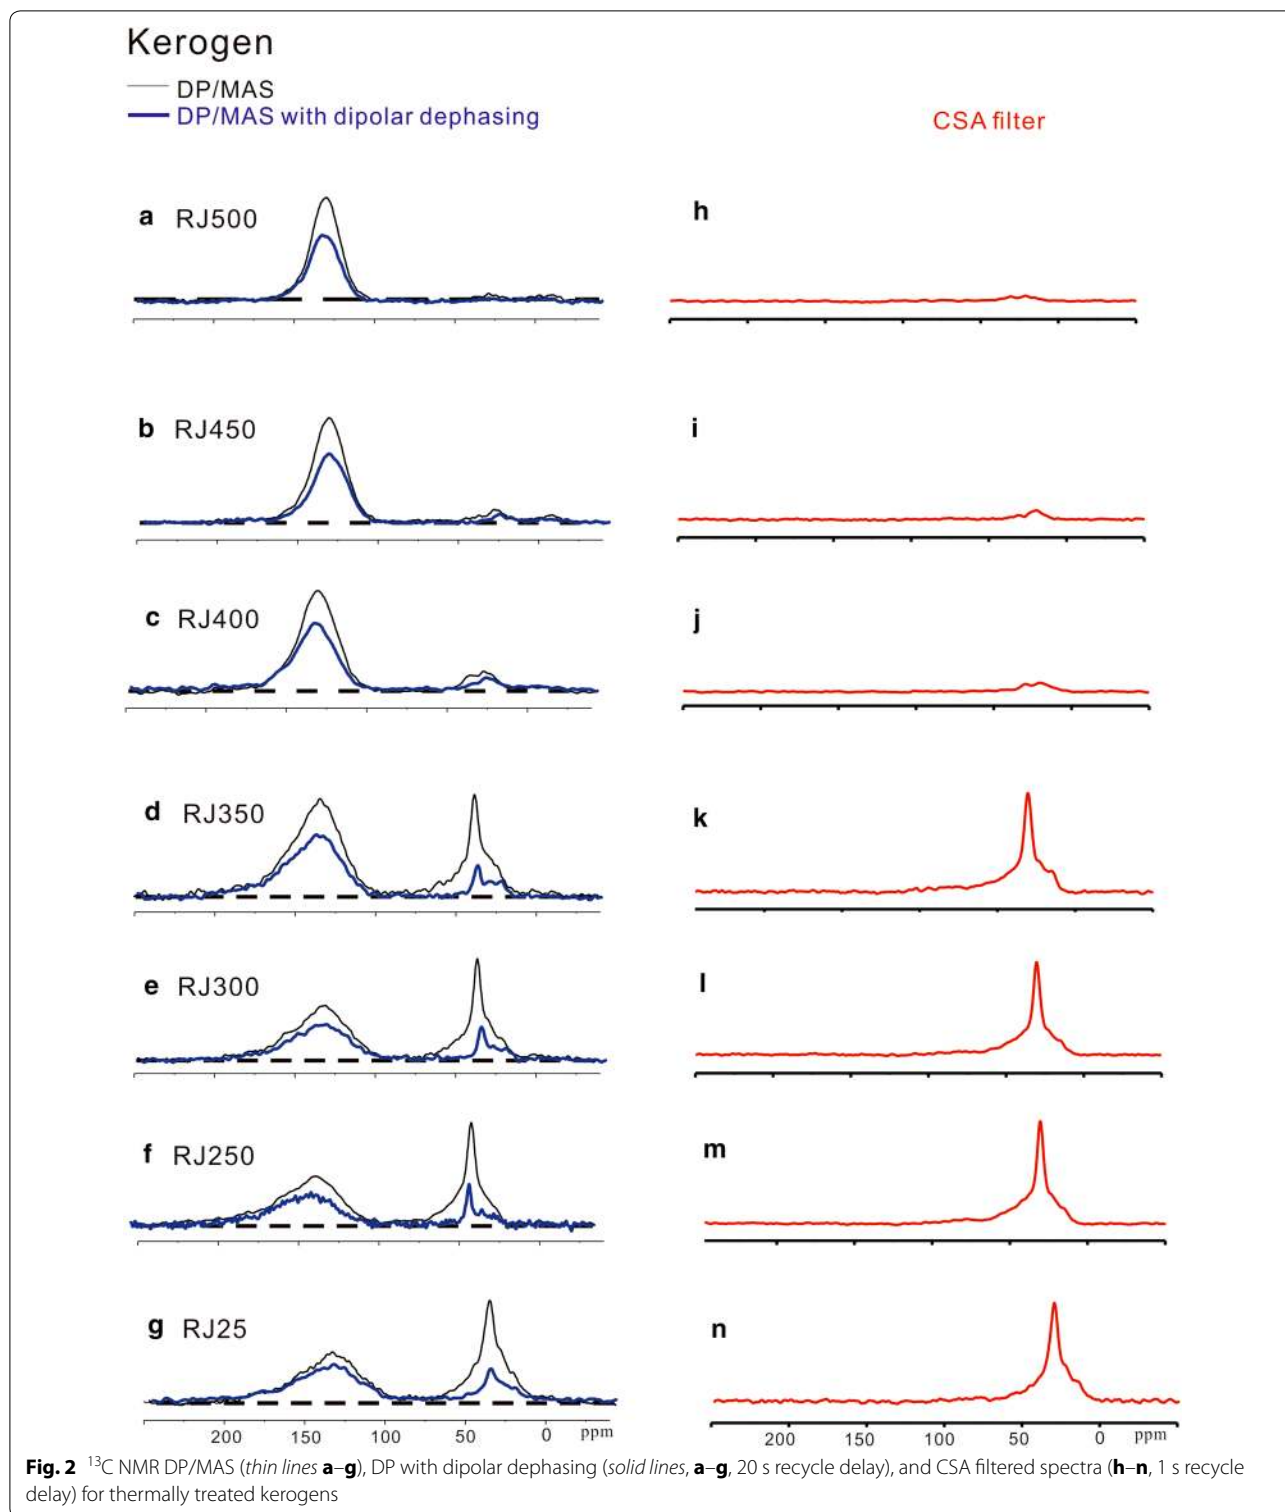 Kerogen
DP/MAS
DP/MAS with dipolar dephasing
CSA filter
a RJ500
h
b RJ450
i
c RJ400
j
d RJ350
k
e RJ300
l
f RJ250
m
g RJ25
n
200 150 100 50 0 ppm
200 150 100 50 0 ppm
Fig. 2 ¹³C NMR DP/MAS (thin lines a–g), DP with dipolar dephasing (solid lines, a–g, 20 s recycle delay), and CSA filtered spectra (h–n, 1 s recycle
delay) for thermally treated kerogens